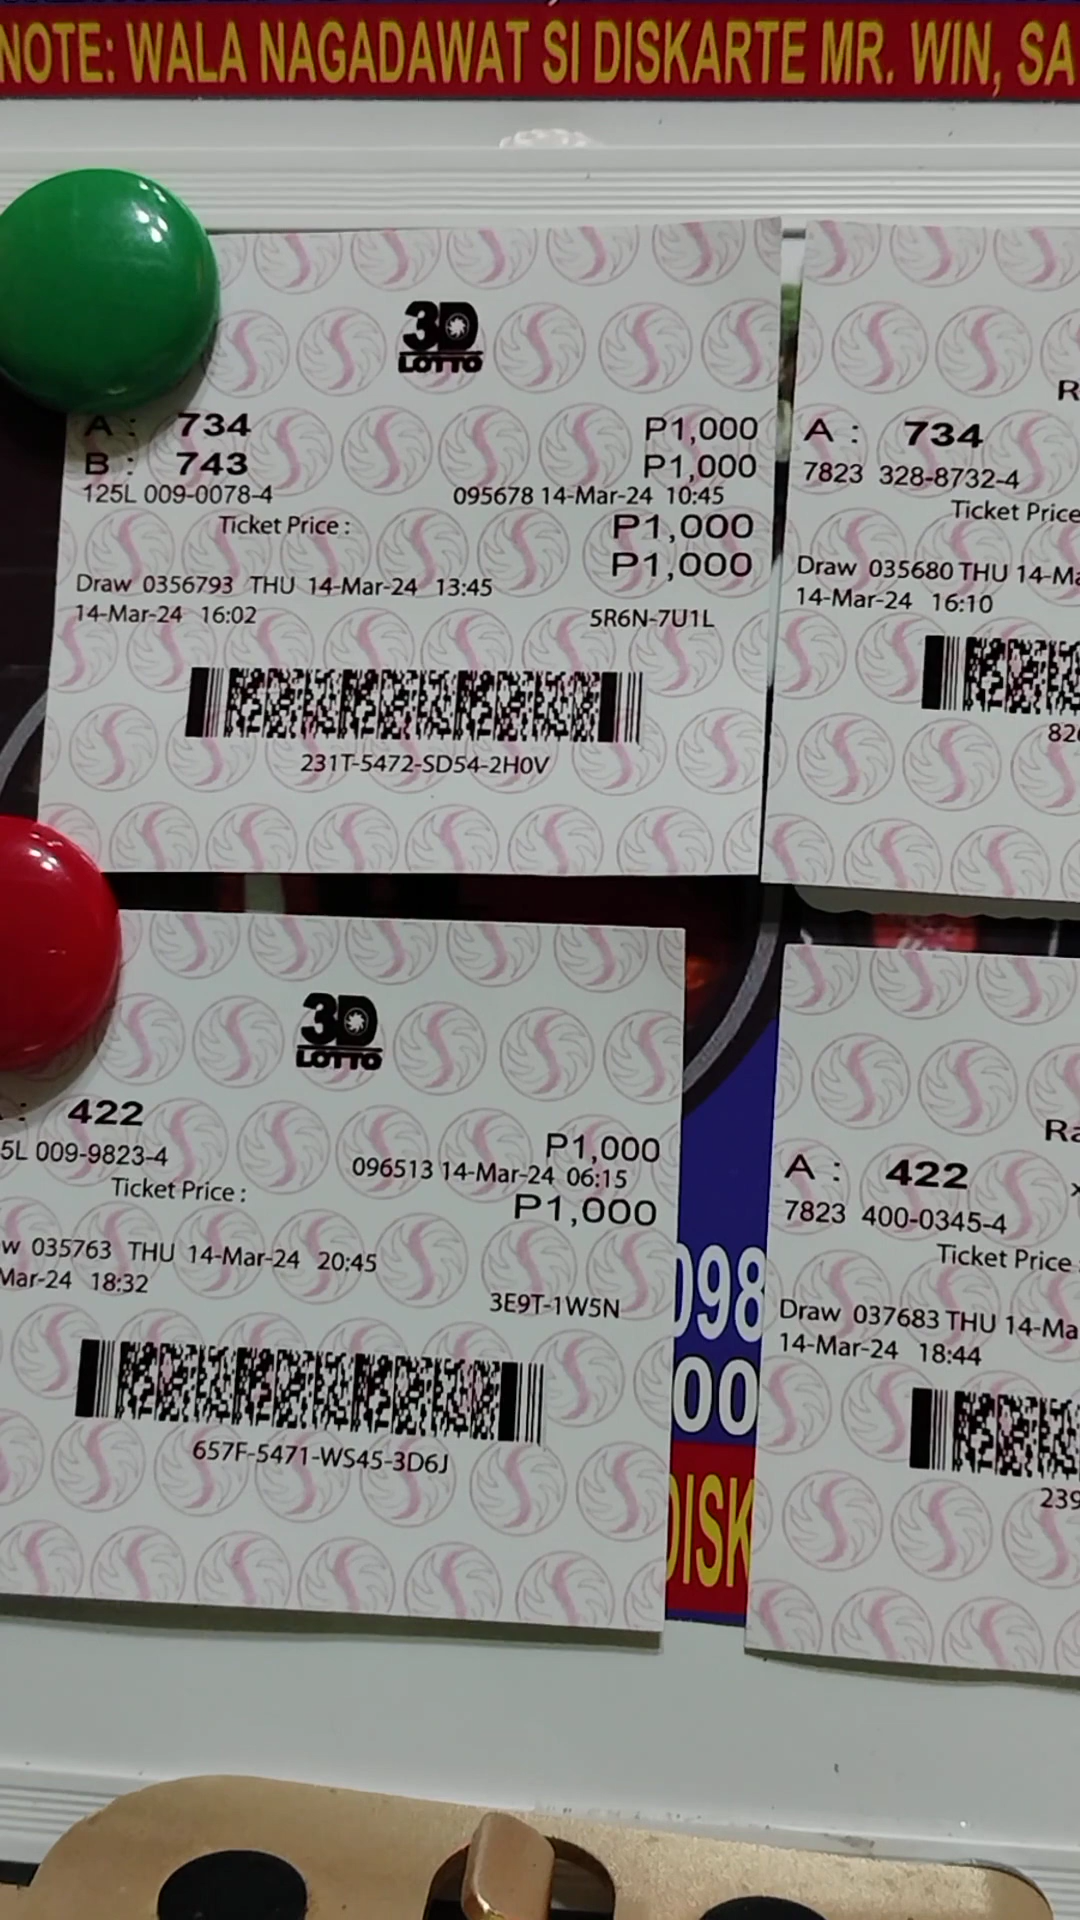 NOTE: WALA NAGADAWAT SI DISKARTE MR. WIN, SA
3D
LOTTO
A : 734 P1,000
B : 743 P1,000
125L 009-0078-4 095678 14-Mar-24 10:45
Ticket Price : P1,000
P1,000
Draw 0356793 THU 14-Mar-24 13:45
14-Mar-24 16:02 5R6N-7U1L
231T-5472-SD54-2H0V
R
A : 734
7823 328-8732-4
Ticket Price
Draw 035680 THU 14-Ma
14-Mar-24 16:10
82
3D
LOTTO
: 422
P1,000
5L 009-9823-4
096513 14-Mar-24 06:15
Ticket Price :
P1,000
w 035763 THU 14-Mar-24 20:45
Mar-24 18:32
3E9T-1W5N
657F-5471-WS45-3D6J
Ra
A : 422
7823 400-0345-4
Ticket Price :
Draw 037683 THU 14-Ma
14-Mar-24 18:44
239
098
00
DISK